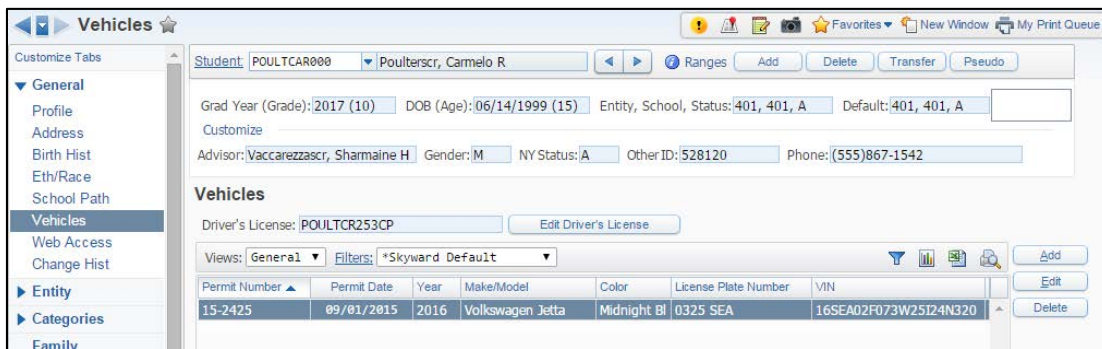 Vehicles
Favorites New Window My Print Queue
Customize Tabs
General
Profile
Address
Birth Hist
Eth/Race
School Path
Vehicles
Web Access
Change Hist
Entity
Categories
Family
Student: POULTCAR000 Poulterscr, Carmelo R Ranges Add Delete Transfer Pseudo
Grad Year (Grade): 2017 (10) DOB (Age): 06/14/1999 (15) Entity, School, Status: 401, 401, A Default: 401, 401, A
Customize
Advisor: Vaccarezzascr, Sharmaine H Gender: M NY Status: A Other ID: 528120 Phone: (555)867-1542
Vehicles
Driver's License: POULTCR253CP Edit Driver's License
Views: General Filters: *Skyward Default
Permit Number Permit Date Year Make/Model Color License Plate Number VIN
15-2425 09/01/2015 2016 Volkswagen Jetta Midnight Bl 0325 SEA 16SEA02F073W25I24N320
Add
Edit
Delete